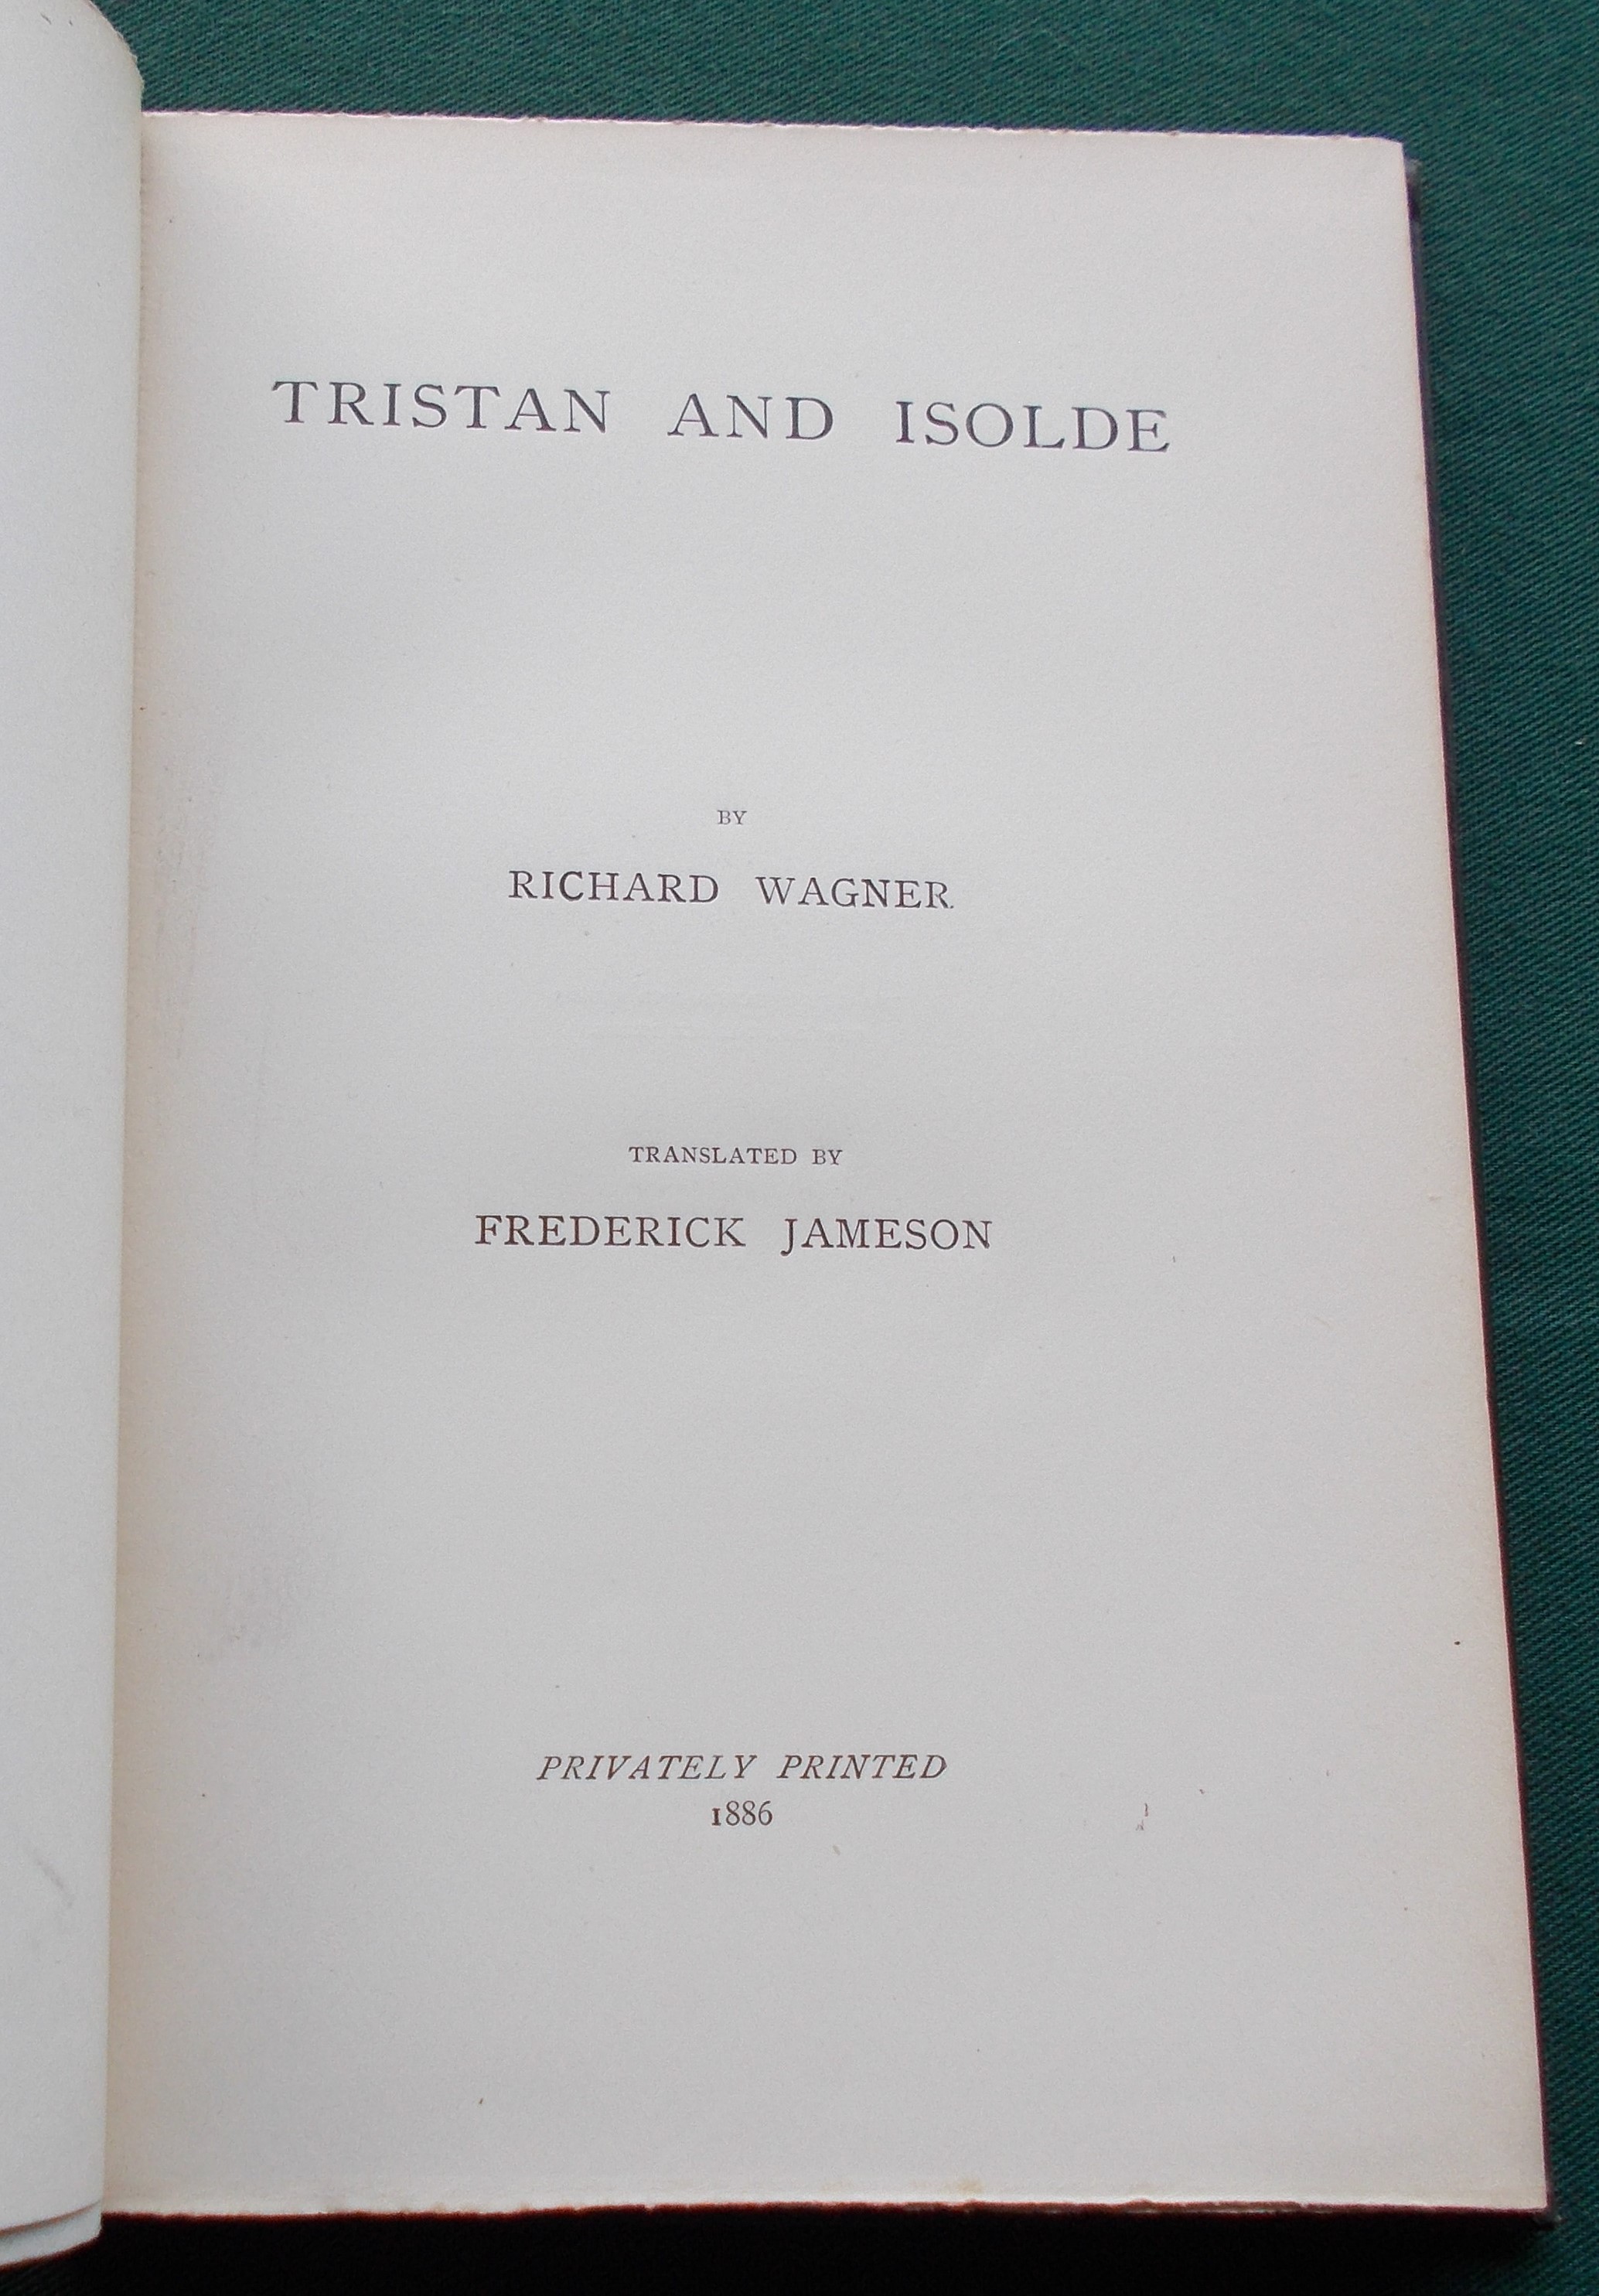 TRISTAN AND ISOLDE
BY
RICHARD WAGNER.
TRANSLATED BY
FREDERICK JAMESON
PRIVATELY PRINTED
1886